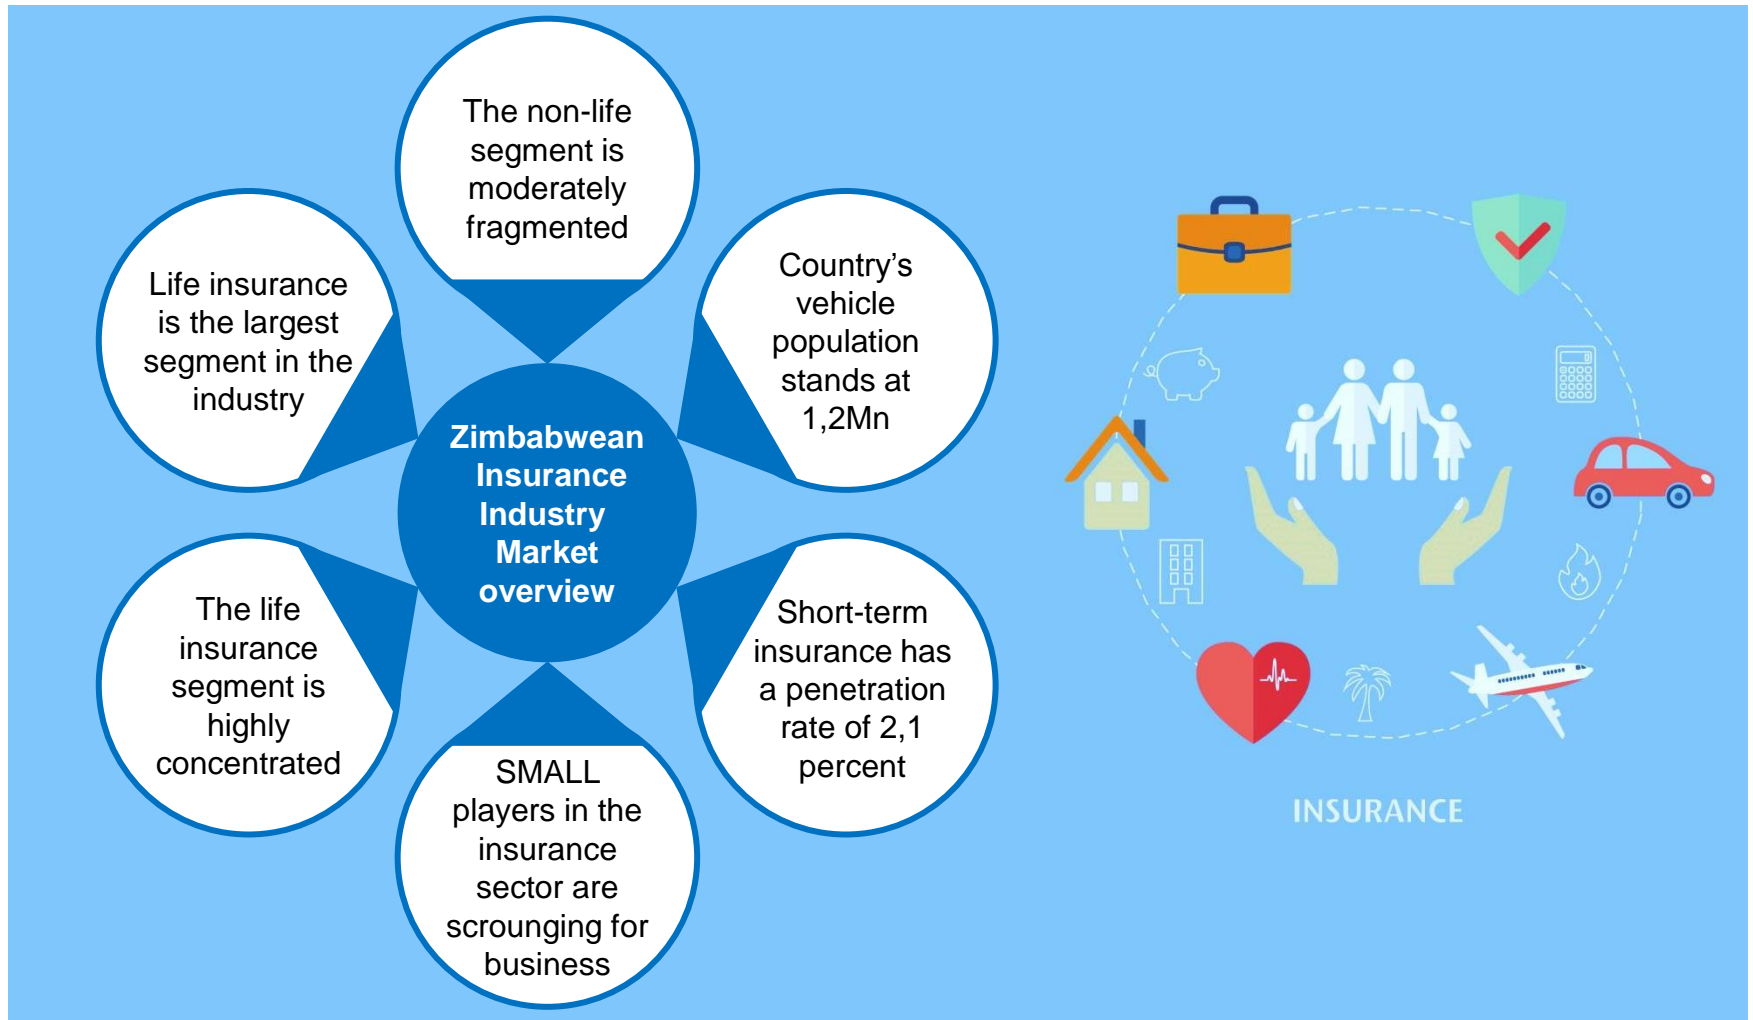 The non-life
segment is
moderately
fragmented
Country’s
vehicle
population
stands at
1,2Mn
Short-term
insurance has
a penetration
rate of 2,1
percent
SMALL
players in the
insurance
sector are
scrounging for
business
The life
insurance
segment is
highly
concentrated
Life insurance
is the largest
segment in the
industry
Zimbabwean
Insurance
Industry
Market
overview
INSURANCE